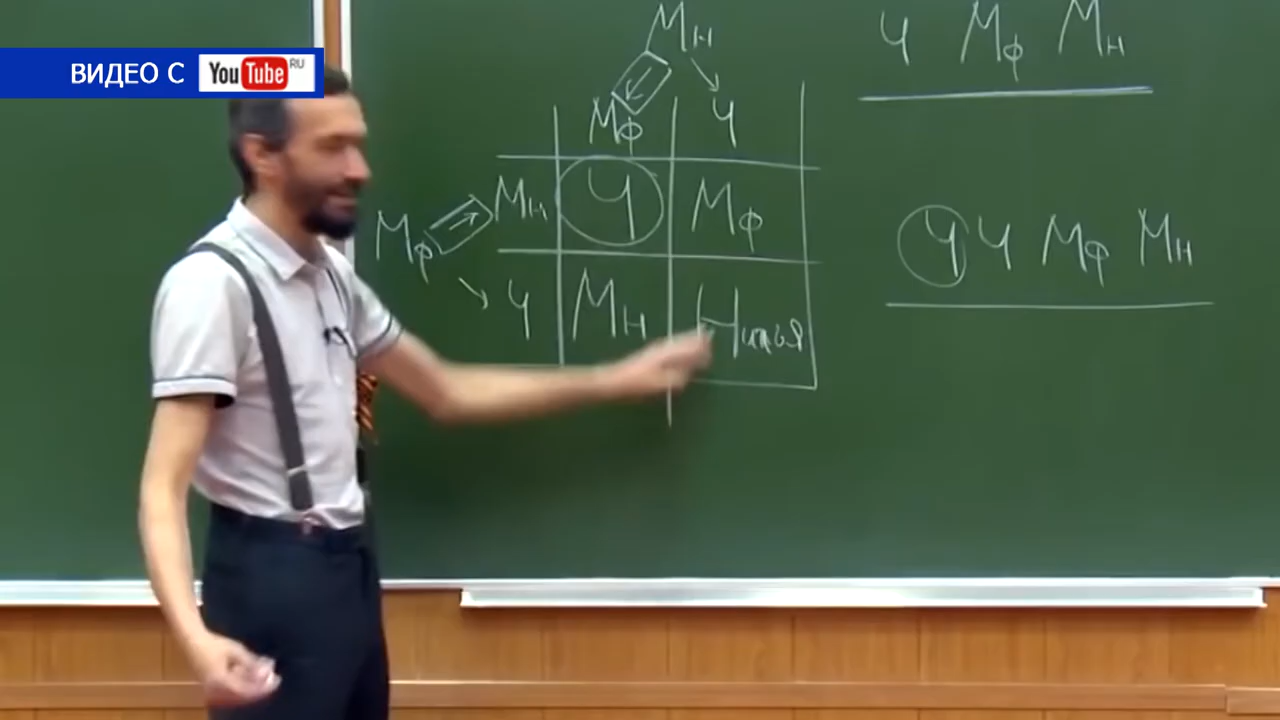 ВИДЕО С YouTube RU
Мн
Мф Ч
Мф Мн Ч Мф
Ч Мн Ничья
Ч Мф Мн
Ч Ч Мф Мн